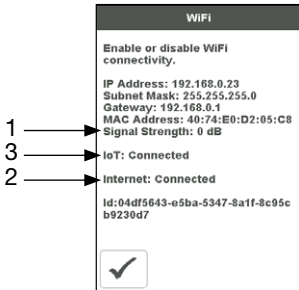 WiFi
Enable or disable WiFi
connectivity.
IP Address: 192.168.0.23
Subnet Mask: 255.255.255.0
Gateway: 192.168.0.1
MAC Address: 40:74:E0:D2:05:C8
1 Signal Strength: 0 dB
3 IoT: Connected
2 Internet: Connected
Id:04df5643-e5ba-5347-8a1f-8c95c
b9230d7